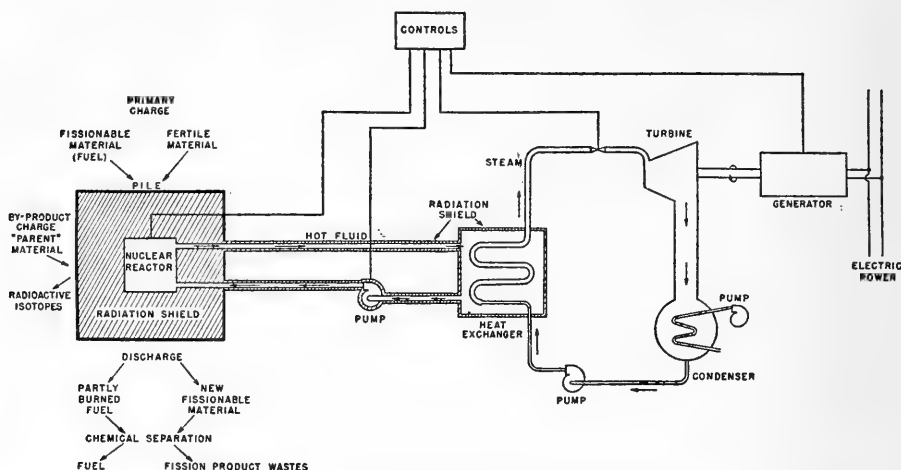 CONTROLS
PRIMARY
CHARGE
FISSIONABLE
MATERIAL
(FUEL)
FERTILE
MATERIAL
PILE
BY-PRODUCT
CHARGE
"PARENT"
MATERIAL
RADIOACTIVE
ISOTOPES
NUCLEAR
REACTOR
RADIATION SHIELD
HOT FLUID
PUMP
RADIATION
SHIELD
STEAM
HEAT
EXCHANGER
TURBINE
GENERATOR
ELECTRIC
POWER
PUMP
CONDENSER
PUMP
DISCHARGE
PARTLY
BURNED
FUEL
NEW
FISSIONABLE
MATERIAL
CHEMICAL SEPARATION
FUEL
FISSION PRODUCT WASTES